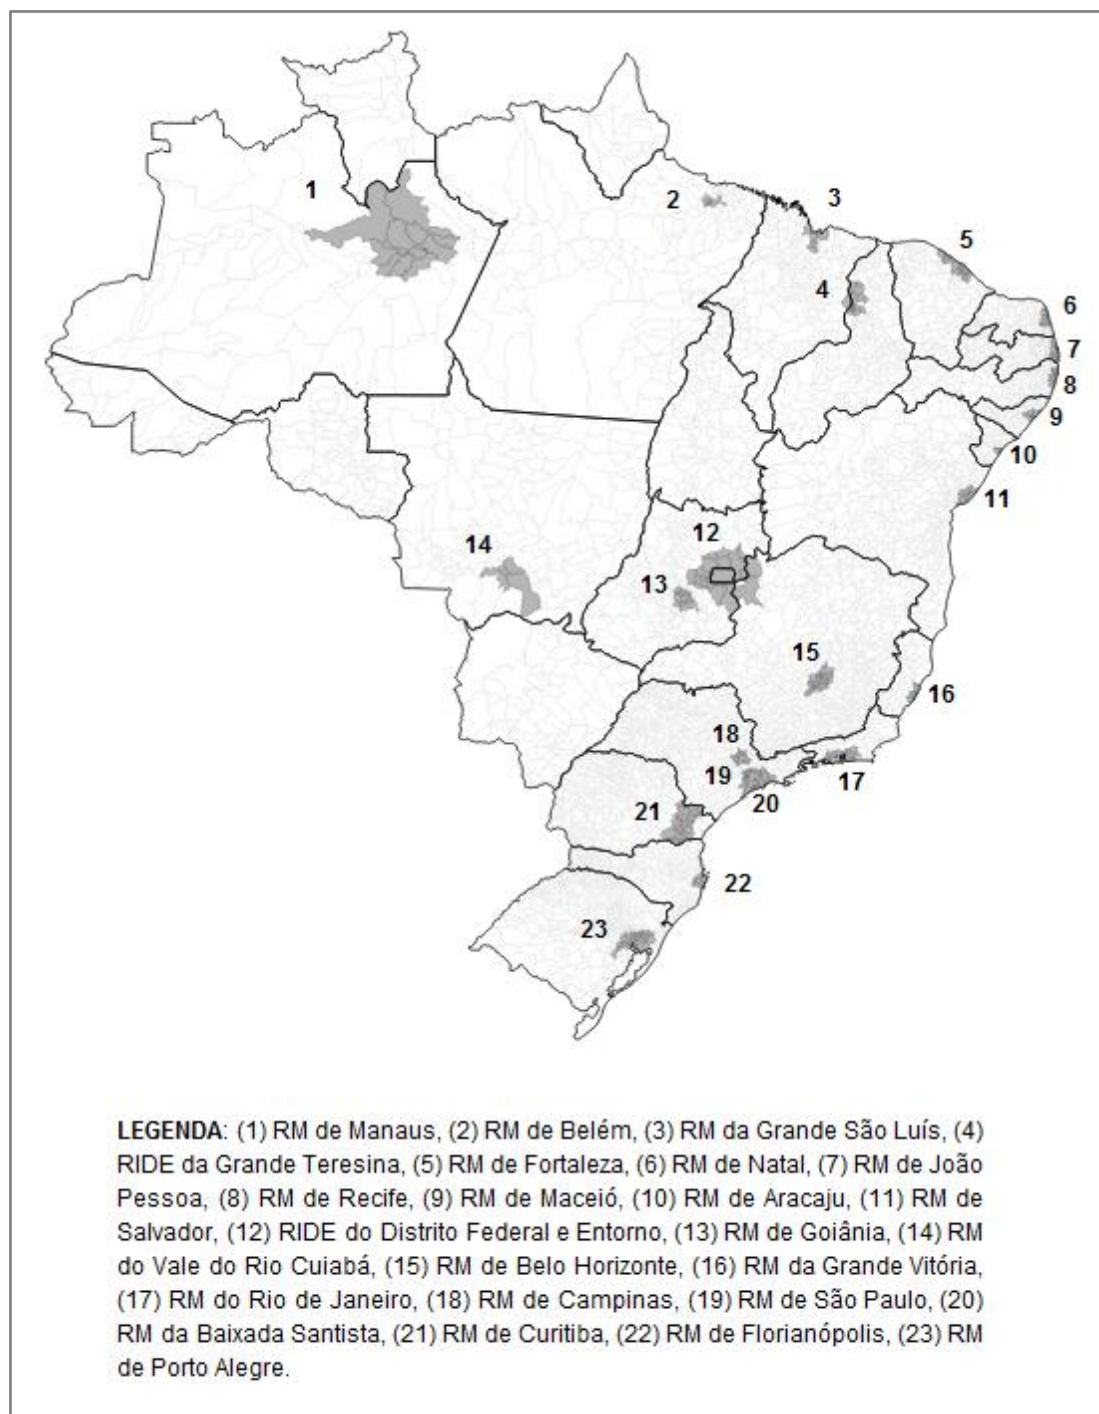 1
2
3
4
5
6
7
8
9
10
11
12
13
14
15
16
17
18
19
20
21
22
23
LEGENDA: (1) RM de Manaus, (2) RM de Belém, (3) RM da Grande São Luís, (4)
RIDE da Grande Teresina, (5) RM de Fortaleza, (6) RM de Natal, (7) RM de João
Pessoa, (8) RM de Recife, (9) RM de Maceió, (10) RM de Aracaju, (11) RM de
Salvador, (12) RIDE do Distrito Federal e Entorno, (13) RM de Goiânia, (14) RM
do Vale do Rio Cuiabá, (15) RM de Belo Horizonte, (16) RM da Grande Vitória,
(17) RM do Rio de Janeiro, (18) RM de Campinas, (19) RM de São Paulo, (20)
RM da Baixada Santista, (21) RM de Curitiba, (22) RM de Florianópolis, (23) RM
de Porto Alegre.